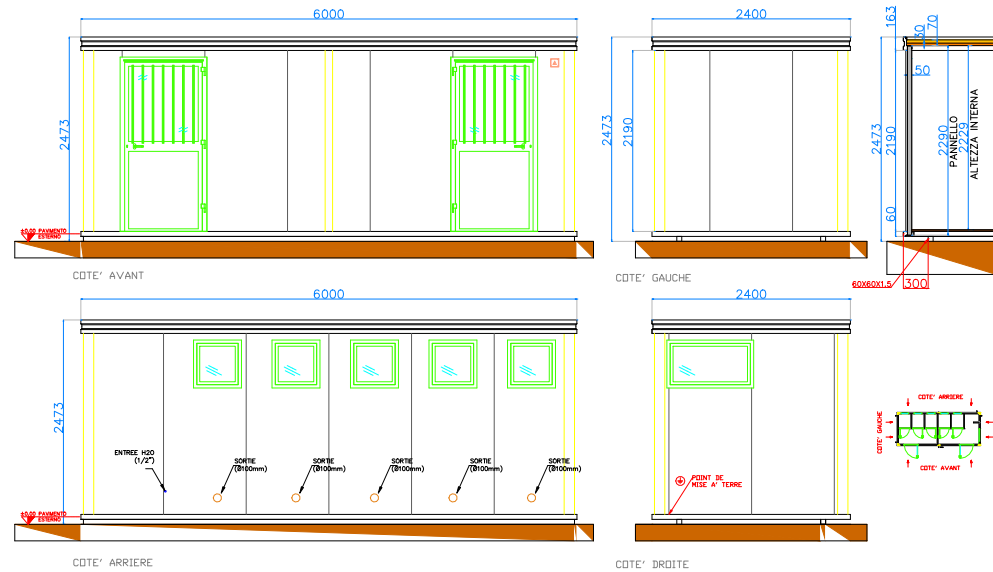 6000
2473
A
±0.00 PAVIMENTO
ESTERNO
COTE' AVANT
2400
2473
2190
COTE' GAUCHE
163
30
70
50
2473
2190
2290
PANNELLO
2229
ALTEZZA INTERNA
60
60X60X1.5
300
6000
2473
ENTREE H2O
(1/2")
SORTIE
(Ø100mm)
SORTIE
(Ø100mm)
SORTIE
(Ø100mm)
SORTIE
(Ø100mm)
SORTIE
(Ø100mm)
±0.00 PAVIMENTO
ESTERNO
COTE' ARRIERE
2400
POINT DE
MISE A' TERRE
COTE' DROITE
COTE' ARRIERE
COTE' GAUCHE
COTE' AVANT